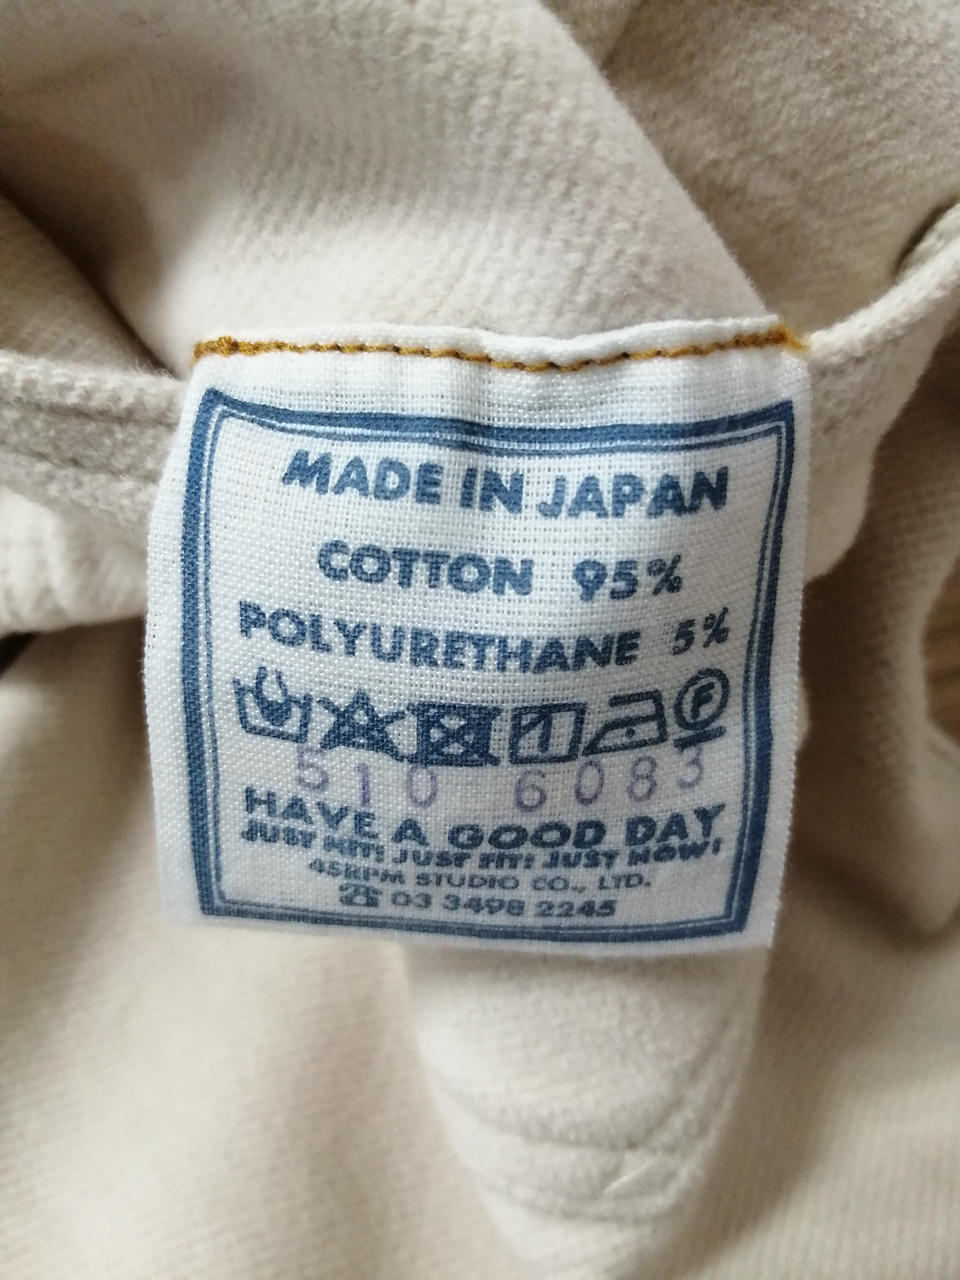 MADE IN JAPAN
COTTON 95%
POLYURETHANE 5%
F
510 6083
HAVE A GOOD DAY
JUST HIT! JUST FIT! JUST NOW!
45RPM STUDIO CO., LTD.
☎ 03 3498 2245